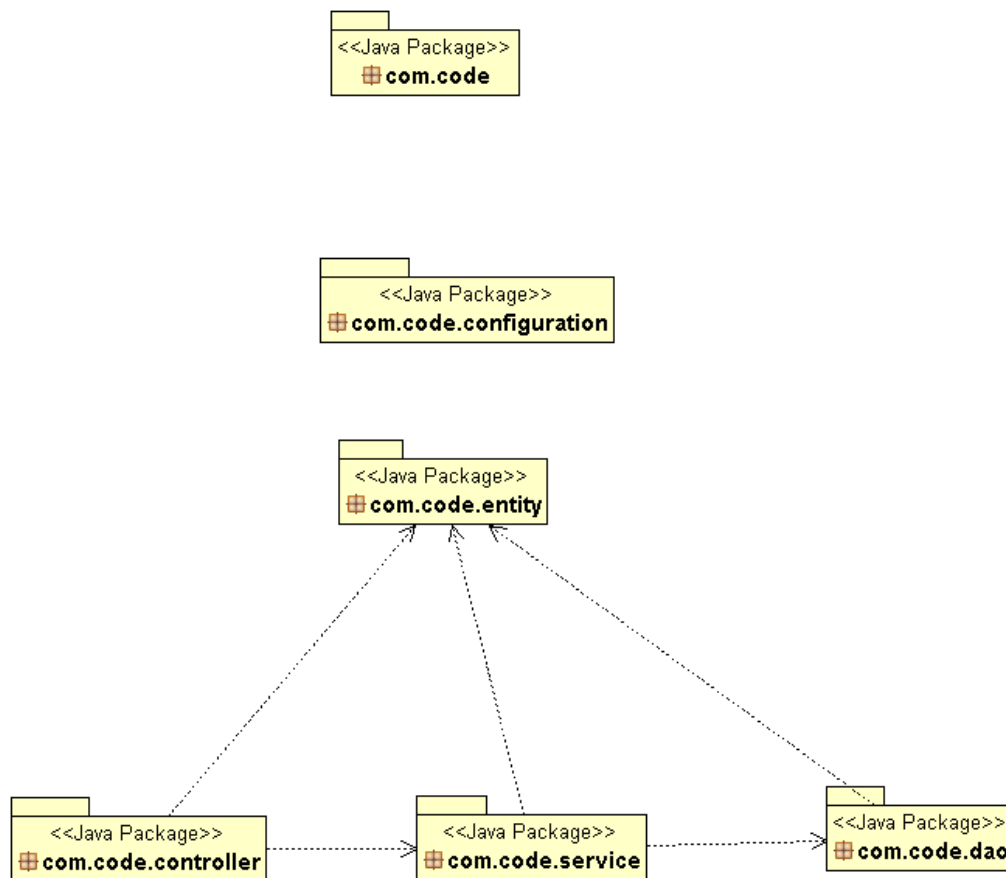 <<Java Package>>
com.code
<<Java Package>>
com.code.configuration
<<Java Package>>
com.code.entity
<<Java Package>>
com.code.controller
<<Java Package>>
com.code.service
<<Java Package>>
com.code.dao